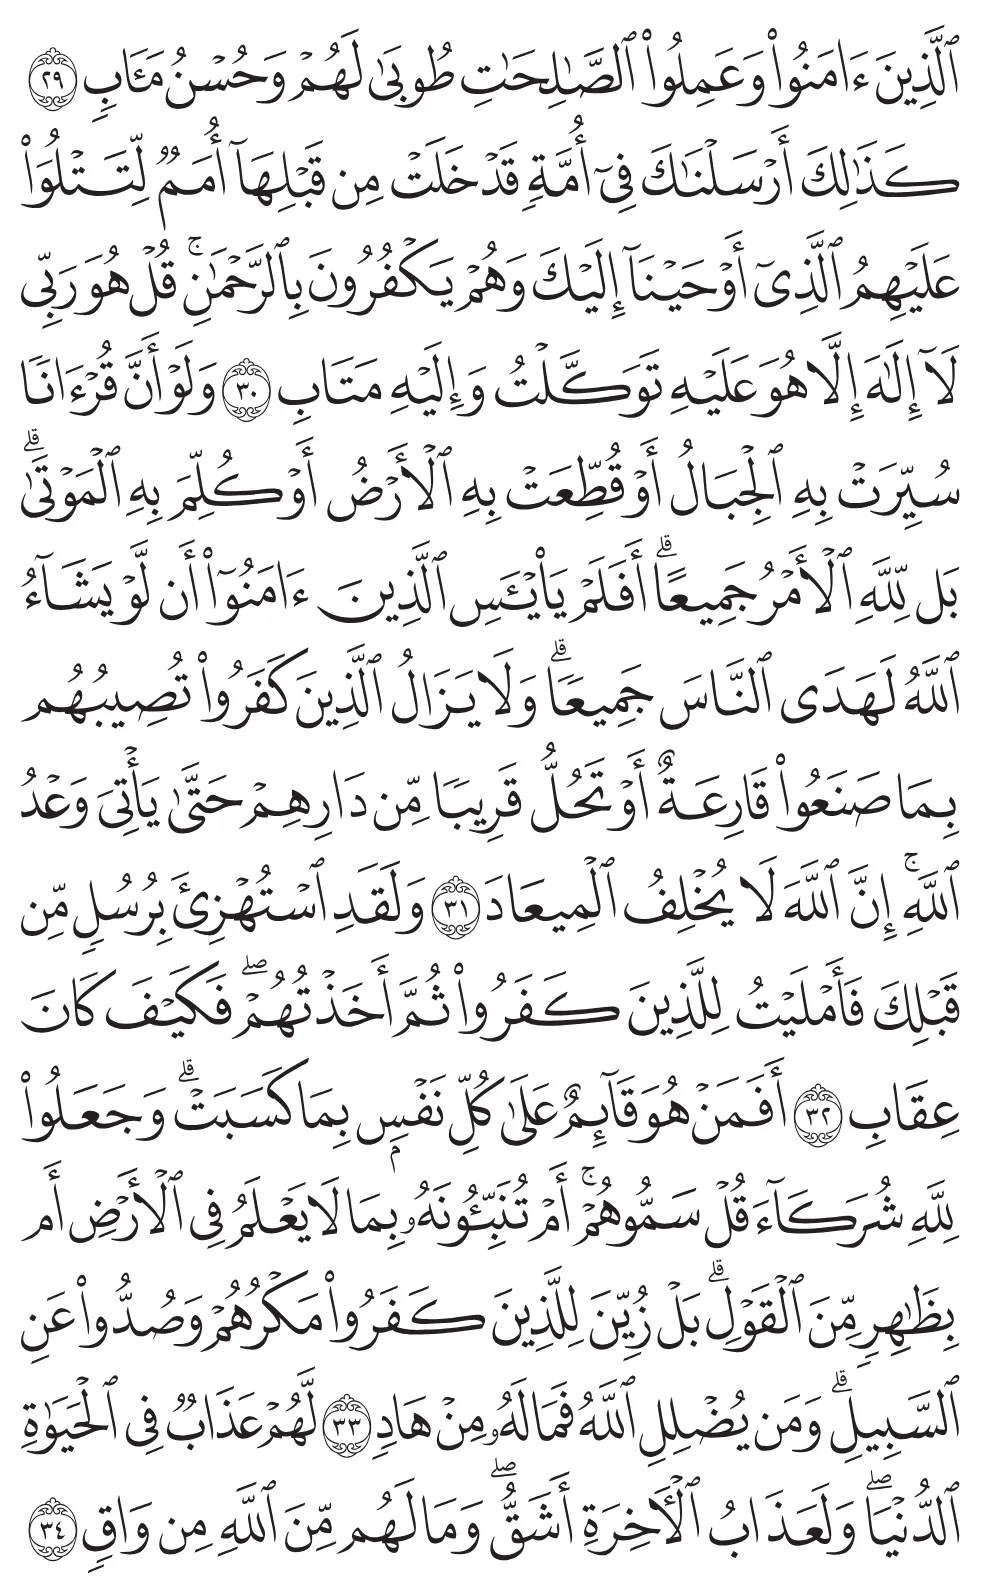 ٱلَّذِينَ ءَامَنُوا۟ وَعَمِلُوا۟ ٱلصَّـٰلِحَـٰتِ طُوبَىٰ لَهُمْ وَحُسْنُ مَـَٔابٍ ٢٩
كَذَٰلِكَ أَرْسَلْنَـٰكَ فِىٓ أُمَّةٍ قَدْ خَلَتْ مِن قَبْلِهَآ أُمَمٌ لِّتَتْلُوَا۟
عَلَيْهِمُ ٱلَّذِىٓ أَوْحَيْنَآ إِلَيْكَ وَهُمْ يَكْفُرُونَ بِٱلرَّحْمَـٰنِ ۚ قُلْ هُوَ رَبِّى
لَآ إِلَـٰهَ إِلَّا هُوَ عَلَيْهِ تَوَكَّلْتُ وَإِلَيْهِ مَتَابِ ٣٠ وَلَوْ أَنَّ قُرْءَانًا
سُيِّرَتْ بِهِ ٱلْجِبَالُ أَوْ قُطِّعَتْ بِهِ ٱلْأَرْضُ أَوْ كُلِّمَ بِهِ ٱلْمَوْتَىٰ ۗ
بَل لِّلَّهِ ٱلْأَمْرُ جَمِيعًا ۗ أَفَلَمْ يَا۟يْـَٔسِ ٱلَّذِينَ ءَامَنُوٓا۟ أَن لَّوْ يَشَآءُ
ٱللَّهُ لَهَدَى ٱلنَّاسَ جَمِيعًا ۗ وَلَا يَزَالُ ٱلَّذِينَ كَفَرُوا۟ تُصِيبُهُم
بِمَا صَنَعُوا۟ قَارِعَةٌ أَوْ تَحُلُّ قَرِيبًا مِّن دَارِهِمْ حَتَّىٰ يَأْتِىَ وَعْدُ
ٱللَّهِ ۚ إِنَّ ٱللَّهَ لَا يُخْلِفُ ٱلْمِيعَادَ ٣١ وَلَقَدِ ٱسْتُهْزِئَ بِرُسُلٍ مِّن
قَبْلِكَ فَأَمْلَيْتُ لِلَّذِينَ كَفَرُوا۟ ثُمَّ أَخَذْتُهُمْ ۖ فَكَيْفَ كَانَ
عِقَابِ ٣٢ أَفَمَنْ هُوَ قَآئِمٌ عَلَىٰ كُلِّ نَفْسٍۭ بِمَا كَسَبَتْ ۗ وَجَعَلُوا۟
لِلَّهِ شُرَكَآءَ قُلْ سَمُّوهُمْ ۚ أَمْ تُنَبِّـُٔونَهُۥ بِمَا لَا يَعْلَمُ فِى ٱلْأَرْضِ أَم
بِظَـٰهِرٍ مِّنَ ٱلْقَوْلِ ۗ بَلْ زُيِّنَ لِلَّذِينَ كَفَرُوا۟ مَكْرُهُمْ وَصُدُّوا۟ عَنِ
ٱلسَّبِيلِ ۗ وَمَن يُضْلِلِ ٱللَّهُ فَمَا لَهُۥ مِنْ هَادٍ ٣٣ لَّهُمْ عَذَابٌ فِى ٱلْحَيَوٰةِ
ٱلدُّنْيَا ۖ وَلَعَذَابُ ٱلْـَٔاخِرَةِ أَشَقُّ ۖ وَمَا لَهُم مِّنَ ٱللَّهِ مِن وَاقٍ ٣٤